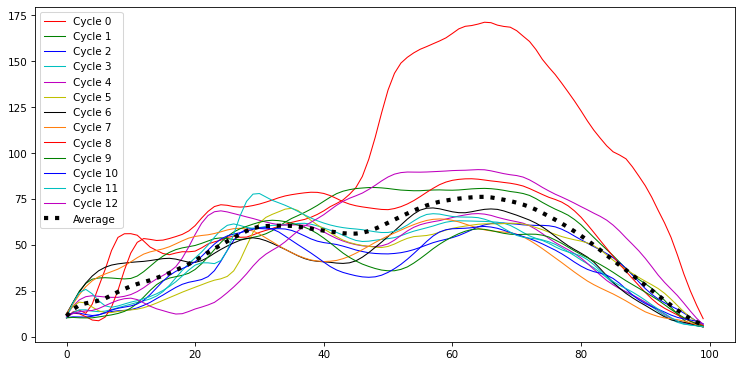 175
150
125
100
75
50
25
0
0
20
40
60
80
100
Cycle 0
Cycle 1
Cycle 2
Cycle 3
Cycle 4
Cycle 5
Cycle 6
Cycle 7
Cycle 8
Cycle 9
Cycle 10
Cycle 11
Cycle 12
Average